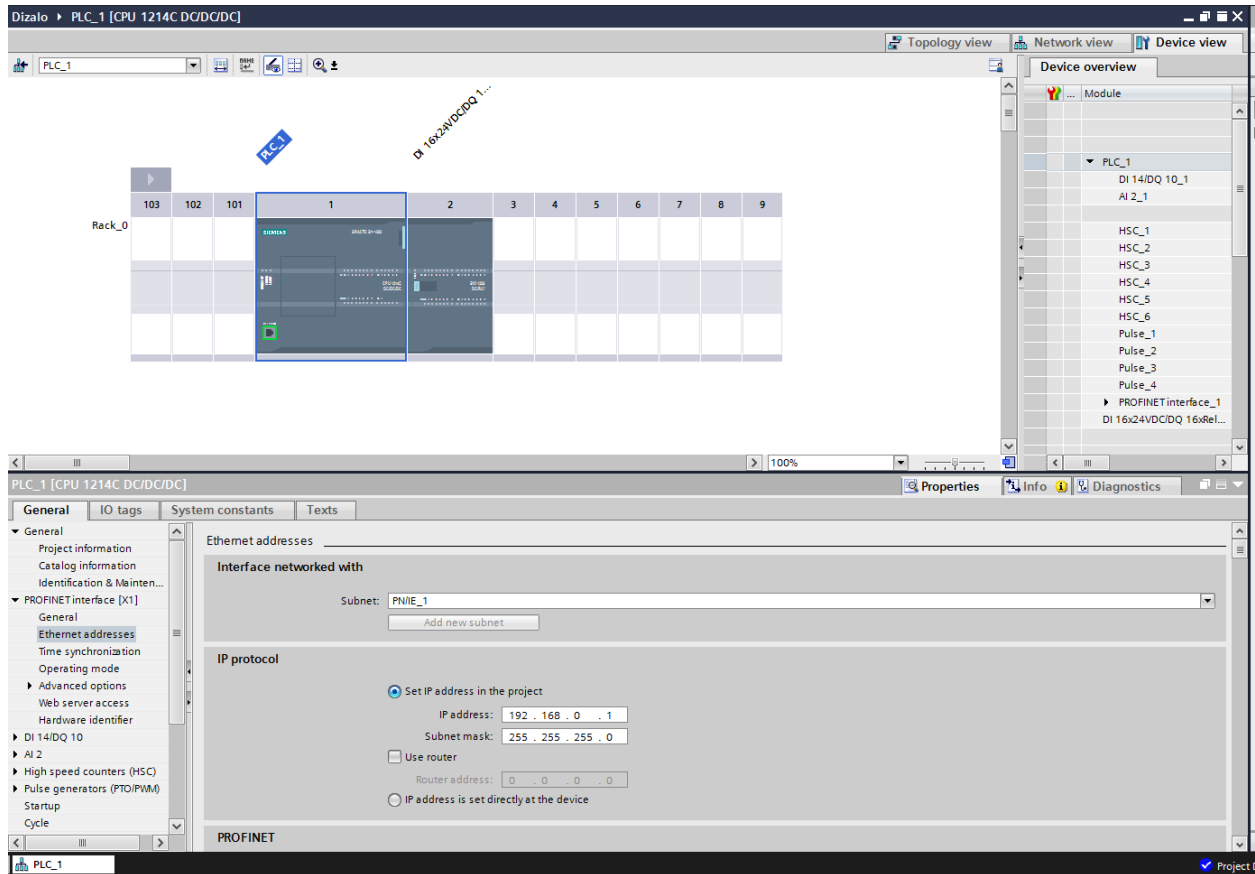 Dizalo ▸ PLC_1 [CPU 1214C DC/DC/DC]
Topology view
Network view
Device view
PLC_1
PLC_1
DI 16x24VDC/DQ 1...
103
102
101
1
2
3
4
5
6
7
8
9
Rack_0
SIEMENS
100%
Device overview
... Module
PLC_1
DI 14/DQ 10_1
AI 2_1
HSC_1
HSC_2
HSC_3
HSC_4
HSC_5
HSC_6
Pulse_1
Pulse_2
Pulse_3
Pulse_4
PROFINET interface_1
DI 16x24VDC/DQ 16xRel...
PLC_1 [CPU 1214C DC/DC/DC]
Properties
Info
Diagnostics
General
IO tags
System constants
Texts
General
Project information
Catalog information
Identification & Mainten...
PROFINET interface [X1]
General
Ethernet addresses
Time synchronization
Operating mode
Advanced options
Web server access
Hardware identifier
DI 14/DQ 10
AI 2
High speed counters (HSC)
Pulse generators (PTO/PWM)
Startup
Cycle
Ethernet addresses
Interface networked with
Subnet: PN/IE_1
Add new subnet
IP protocol
Set IP address in the project
IP address: 192 . 168 . 0 . 1
Subnet mask: 255 . 255 . 255 . 0
Use router
Router address: 0 . 0 . 0 . 0
IP address is set directly at the device
PROFINET
PLC_1
Project